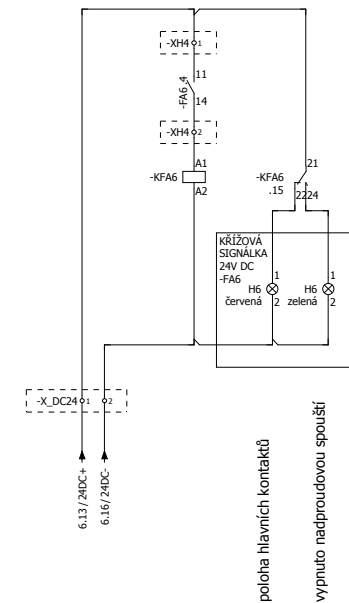 -XH4 1
11
-FA6 .4
14
-XH4 2
A1
-KFA6
A2
21
-KFA6
.15
22 24
KŘÍŽOVÁ
SIGNÁLKA
24V DC
-FA6
1
H6
červená 2
1
H6
zelená 2
-X_DC24 1 2
6.13 / 24DC+
6.16 / 24DC-
poloha hlavních kontaktů
vypnuto nadproudovou spouští